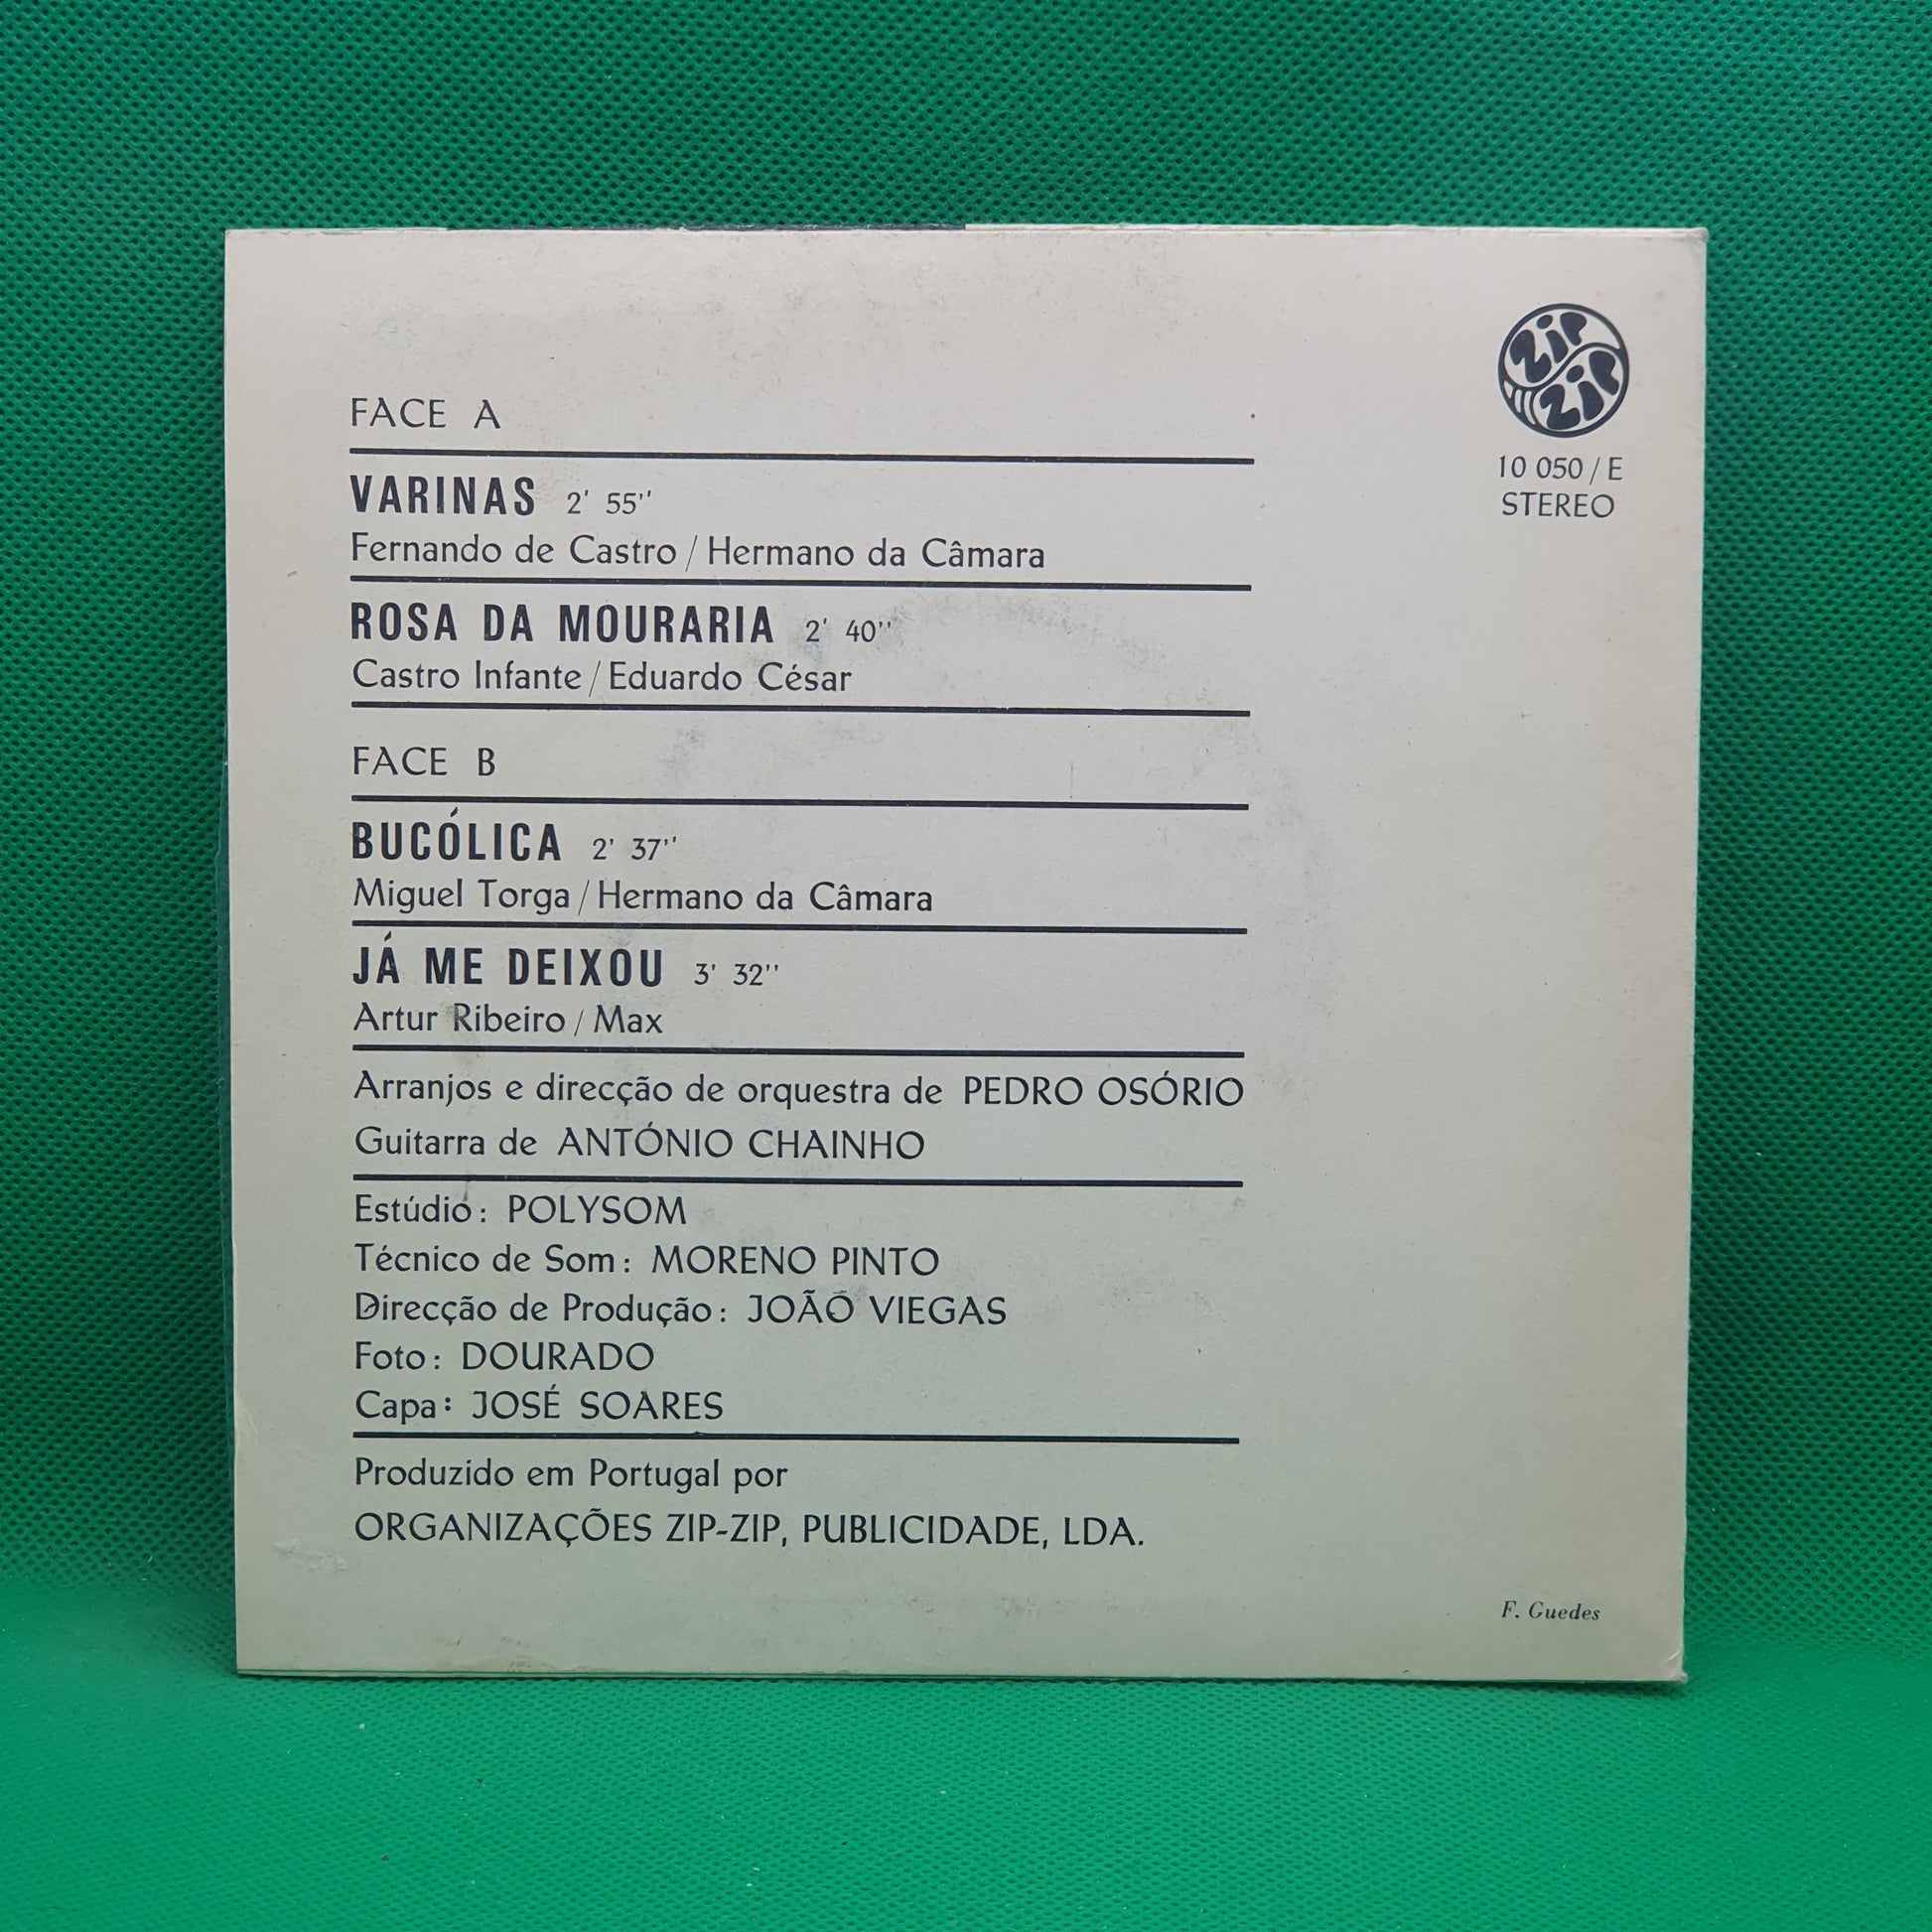 ZIP
ZIP
10 050 / E
STEREO
FACE A
VARINAS 2' 55''
Fernando de Castro / Hermano da Câmara
ROSA DA MOURARIA 2' 40''
Castro Infante / Eduardo César
FACE B
BUCÓLICA 2' 37''
Miguel Torga / Hermano da Câmara
JÁ ME DEIXOU 3' 32''
Artur Ribeiro / Max
Arranjos e direcção de orquestra de PEDRO OSÓRIO
Guitarra de ANTÓNIO CHAINHO
Estúdio : POLYSOM
Técnico de Som : MORENO PINTO
Direcção de Produção : JOÃO VIEGAS
Foto : DOURADO
Capa : JOSÉ SOARES
Produzido em Portugal por
ORGANIZAÇÕES ZIP-ZIP, PUBLICIDADE, LDA.
F. Guedes